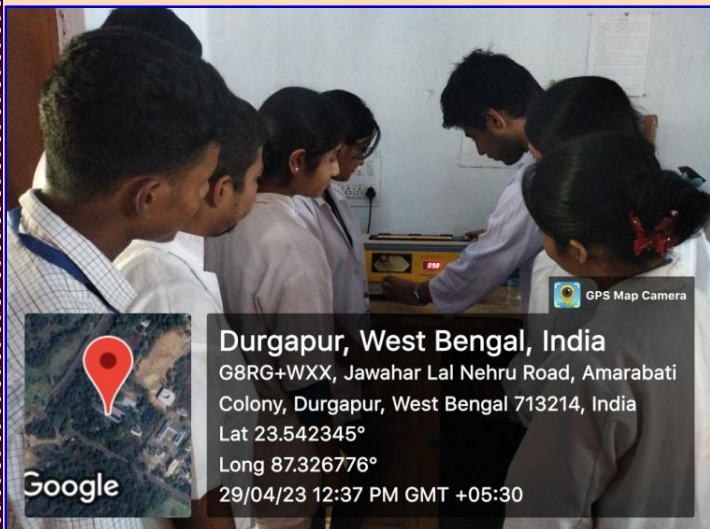 GPS Map Camera
Durgapur, West Bengal, India
G8RG+WXX, Jawahar Lal Nehru Road, Amarabati
Colony, Durgapur, West Bengal 713214, India
Lat 23.542345°
Long 87.326776°
29/04/23 12:37 PM GMT +05:30
Google